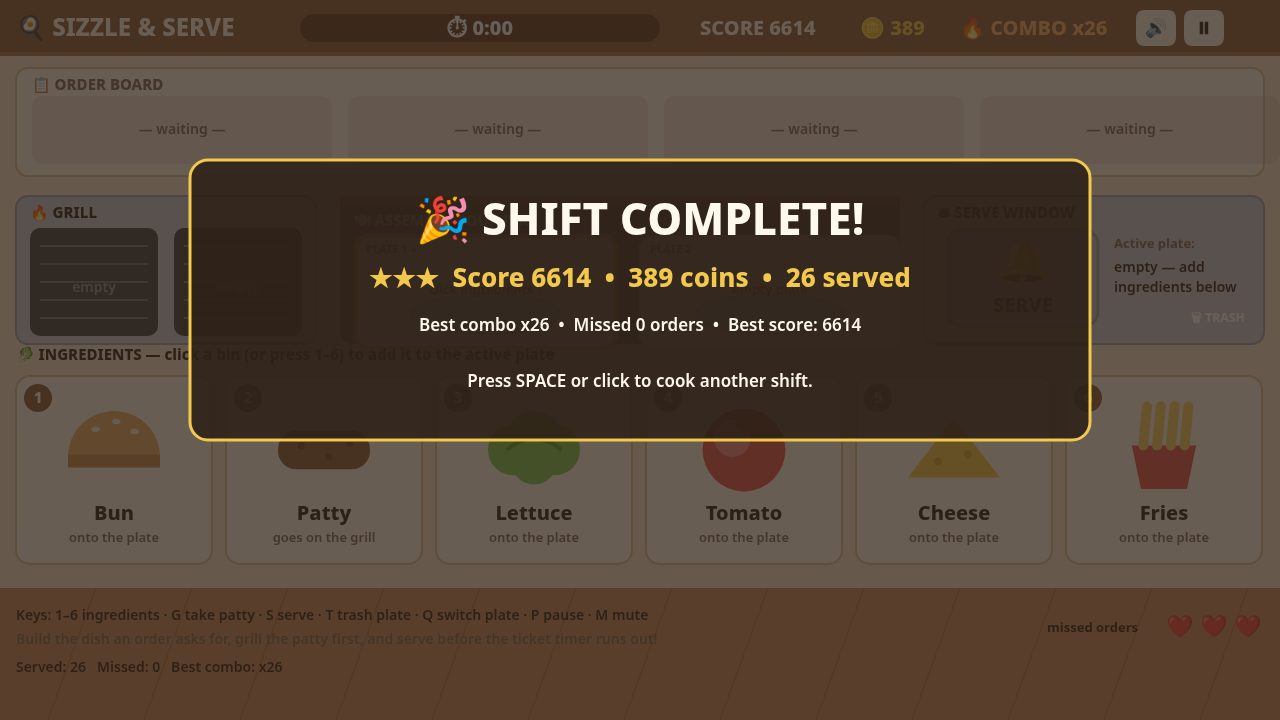 🍳 SIZZLE & SERVE
⏱ 0:00
SCORE 6614
🪙 389
🔥 COMBO x26
📋 ORDER BOARD
— waiting —
— waiting —
— waiting —
— waiting —
🔥 GRILL
empty
PLATE 1
PLATE 2
🛎 SERVE WINDOW
SERVE
Active plate:
empty — add
ingredients below
🗑 TRASH
🎉 SHIFT COMPLETE!
★★★ Score 6614 • 389 coins • 26 served
Best combo x26 • Missed 0 orders • Best score: 6614
Press SPACE or click to cook another shift.
🥬 INGREDIENTS — click a bin (or press 1–6) to add it to the active plate
1
2
3
4
5
Bun
onto the plate
Patty
goes on the grill
Lettuce
onto the plate
Tomato
onto the plate
Cheese
onto the plate
Fries
onto the plate
Keys: 1–6 ingredients · G take patty · S serve · T trash plate · Q switch plate · P pause · M mute
Build the dish an order asks for, grill the patty first, and serve before the ticket timer runs out!
Served: 26 Missed: 0 Best combo: x26
missed orders